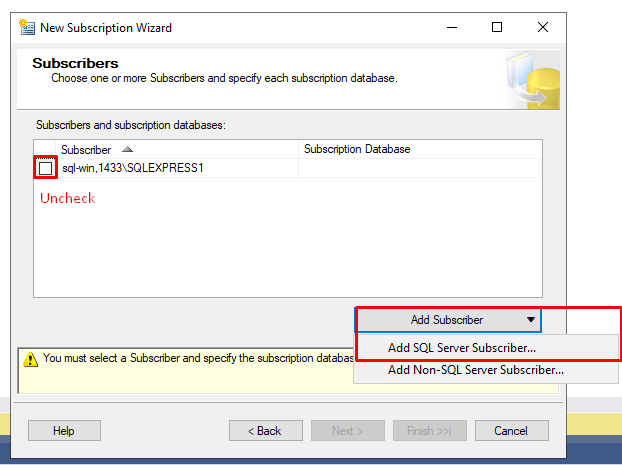 New Subscription Wizard
Subscribers
Choose one or more Subscribers and specify each subscription database.
Subscribers and subscription databases:
Subscriber Subscription Database
sql-win,1433\SQLEXPRESS1
Uncheck
Add Subscriber
Add SQL Server Subscriber...
You must select a Subscriber and specify the subscription databas
Add Non-SQL Server Subscriber...
Help < Back Next > Finish >>| Cancel